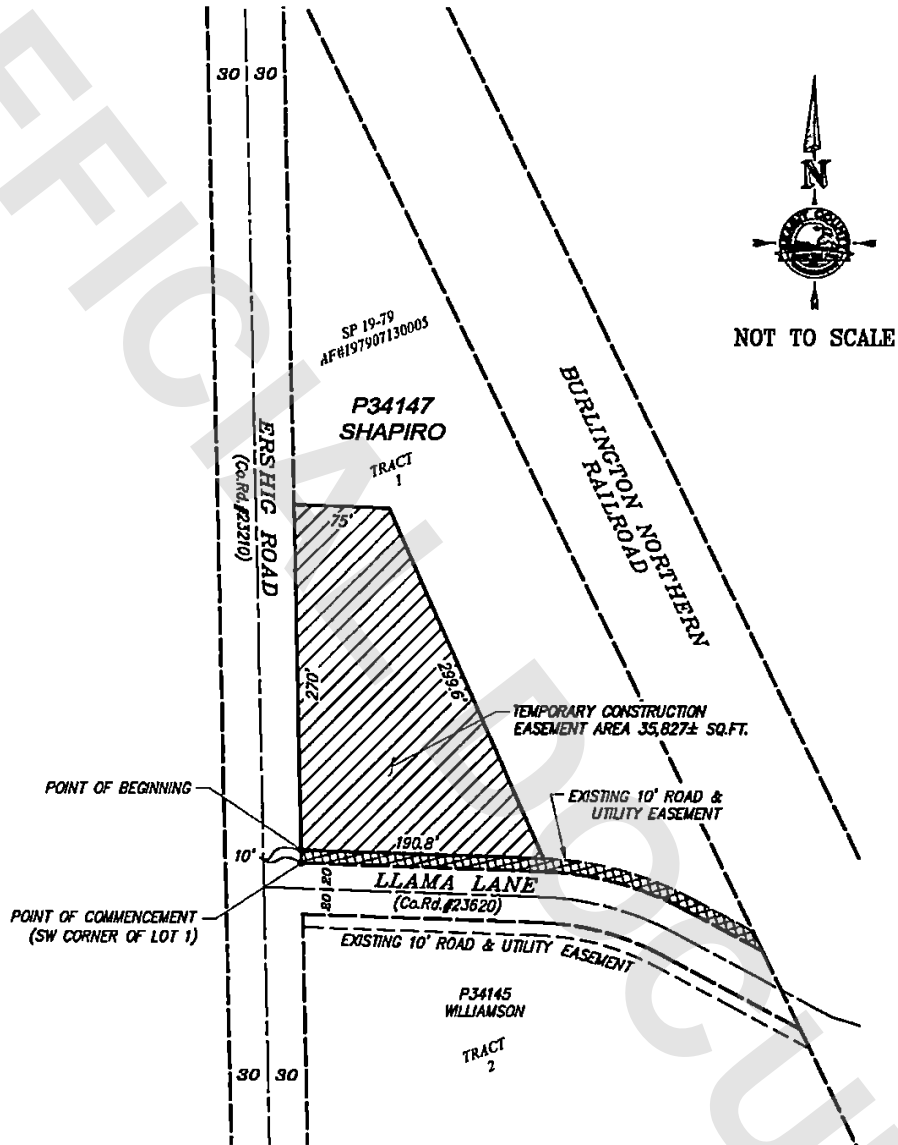 30 30
N
NOT TO SCALE
SP 19-79
AF#197907130005
P34147
SHAPIRO
TRACT
1
BURLINGTON NORTHERN
RAILROAD
ERSHIG ROAD
(Co.Rd.#23210)
75'
270'
299.6'
TEMPORARY CONSTRUCTION
EASEMENT AREA 35,827± SQ.FT.
POINT OF BEGINNING
EXISTING 10' ROAD &
UTILITY EASEMENT
190.8'
10'
20
LLAMA LANE
(Co.Rd.#23620)
20
POINT OF COMMENCEMENT
(SW CORNER OF LOT 1)
EXISTING 10' ROAD & UTILITY EASEMENT
P34145
WILLIAMSON
TRACT
2
30 30
FFICIAL DOCU